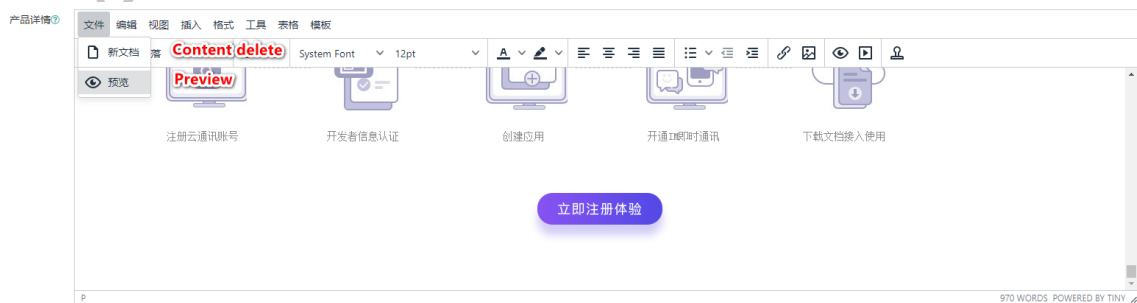 产品详情
文件 编辑 视图 插入 格式 工具 表格 模板
新文档 落 Content delete System Font 12pt
预览 Preview
注册云通讯账号 开发者信息认证 创建应用 开通IM即时通讯 下载文档接入使用
立即注册体验
P 970 WORDS POWERED BY TINY